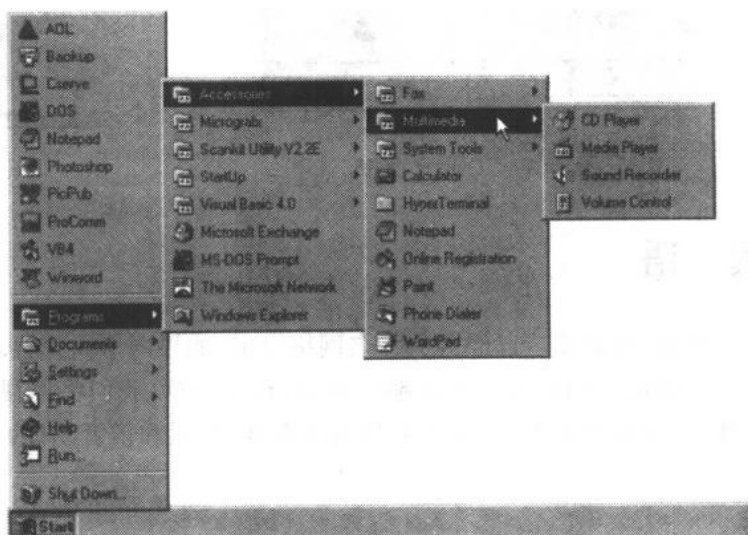 AOL
Backup
Cserve
DOS
Notepad
Photoshop
PicPub
ProComm
VB4
Winword
Programs
Documents
Settings
Find
Help
Run...
Shut Down...
Start
Accessories
Micrografx
Scankit Utility V2.2E
StartUp
Visual Basic 4.0
Microsoft Exchange
MS-DOS Prompt
The Microsoft Network
Windows Explorer
Fax
Multimedia
System Tools
Calculator
HyperTerminal
Notepad
Online Registration
Paint
Phone Dialer
WordPad
CD Player
Media Player
Sound Recorder
Volume Control